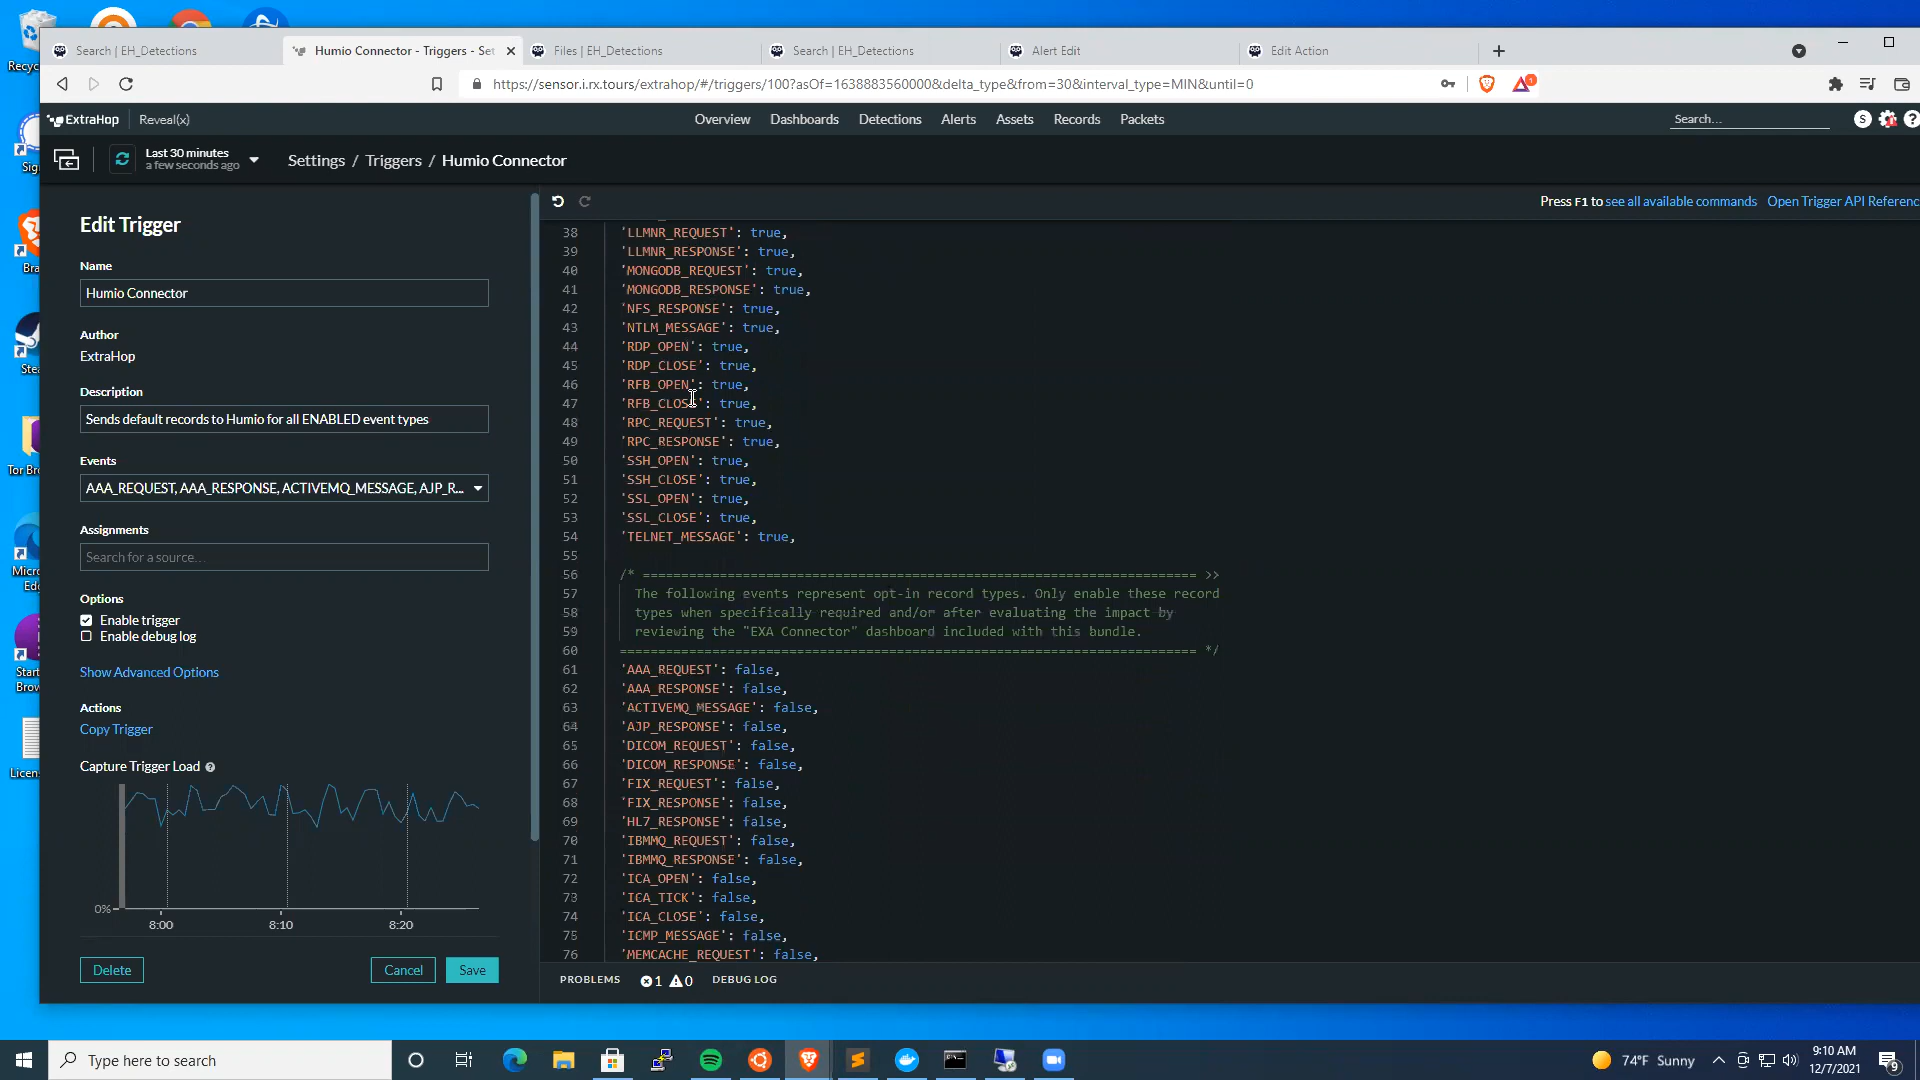 Search | EH_Detections
Humio Connector - Triggers - Set
Files | EH_Detections
Search | EH_Detections
Alert Edit
Edit Action
https://sensor.i.rx.tours/extrahop/#/triggers/100?asOf=1638883560000&delta_type&from=30&interval_type=MIN&until=0
ExtraHop
Reveal(x)
Overview
Dashboards
Detections
Alerts
Assets
Records
Packets
Search...
S
Last 30 minutes
a few seconds ago
Settings / Triggers / Humio Connector
Press F1 to see all available commands
Open Trigger API Referenc
Edit Trigger
Name
Humio Connector
Author
ExtraHop
Description
Sends default records to Humio for all ENABLED event types
Events
AAA_REQUEST, AAA_RESPONSE, ACTIVEMQ_MESSAGE, AJP_R...
Assignments
Search for a source...
Options
Enable trigger
Enable debug log
Show Advanced Options
Actions
Copy Trigger
Capture Trigger Load
0%
8:00
8:10
8:20
Delete
Cancel
Save
38 'LLMNR_REQUEST': true,
39 'LLMNR_RESPONSE': true,
40 'MONGODB_REQUEST': true,
41 'MONGODB_RESPONSE': true,
42 'NFS_RESPONSE': true,
43 'NTLM_MESSAGE': true,
44 'RDP_OPEN': true,
45 'RDP_CLOSE': true,
46 'RFB_OPEN': true,
47 'RFB_CLOSE': true,
48 'RPC_REQUEST': true,
49 'RPC_RESPONSE': true,
50 'SSH_OPEN': true,
51 'SSH_CLOSE': true,
52 'SSL_OPEN': true,
53 'SSL_CLOSE': true,
54 'TELNET_MESSAGE': true,
55
56 /* ======================================================================== >>
57 The following events represent opt-in record types. Only enable these record
58 types when specifically required and/or after evaluating the impact by
59 reviewing the "EXA Connector" dashboard included with this bundle.
60 =========================================================================== */
61 'AAA_REQUEST': false,
62 'AAA_RESPONSE': false,
63 'ACTIVEMQ_MESSAGE': false,
64 'AJP_RESPONSE': false,
65 'DICOM_REQUEST': false,
66 'DICOM_RESPONSE': false,
67 'FIX_REQUEST': false,
68 'FIX_RESPONSE': false,
69 'HL7_RESPONSE': false,
70 'IBMMQ_REQUEST': false,
71 'IBMMQ_RESPONSE': false,
72 'ICA_OPEN': false,
73 'ICA_TICK': false,
74 'ICA_CLOSE': false,
75 'ICMP_MESSAGE': false,
76 'MEMCACHE_REQUEST': false,
PROBLEMS
1
0
DEBUG LOG
Recyc
Sig
Bra
Stea
Tor Bro
Micro
Edg
Start
Brow
Licen
Type here to search
74°F Sunny
9:10 AM
12/7/2021
9